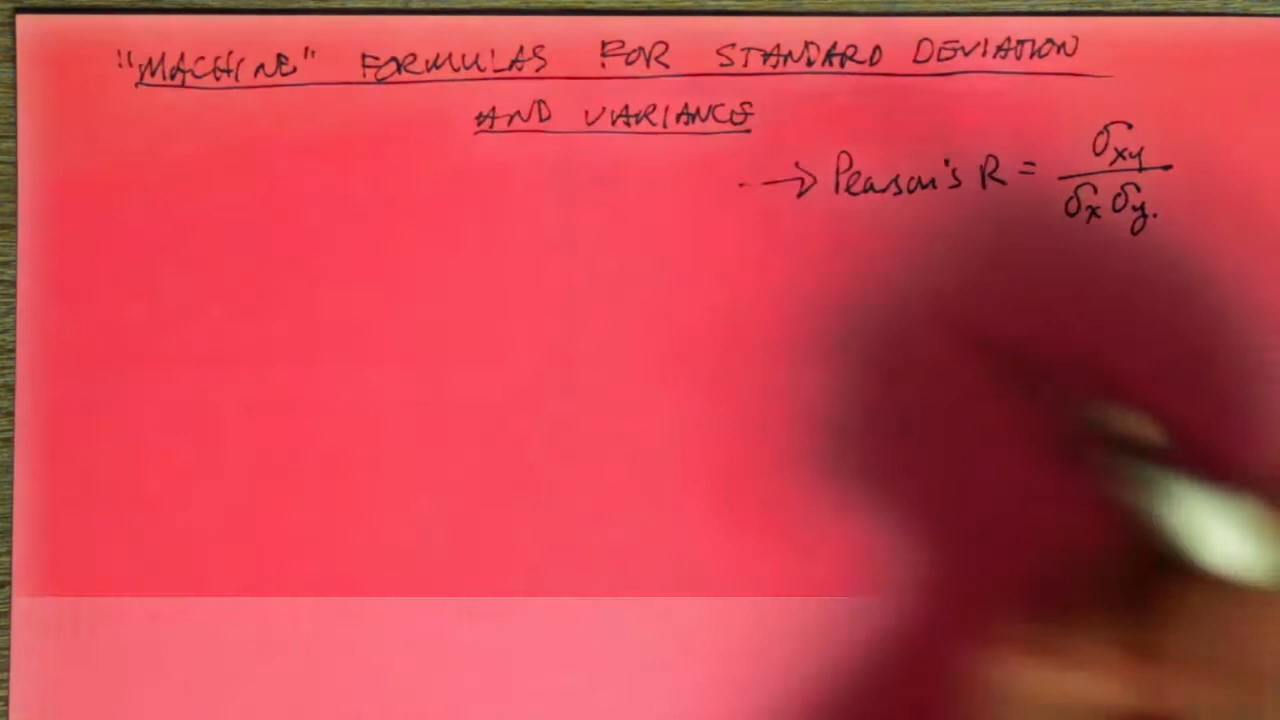 "MACHINE" FORMULAS FOR STANDARD DEVIATION
AND VARIANCE
→ Pearson's R = σxy / σx σy.